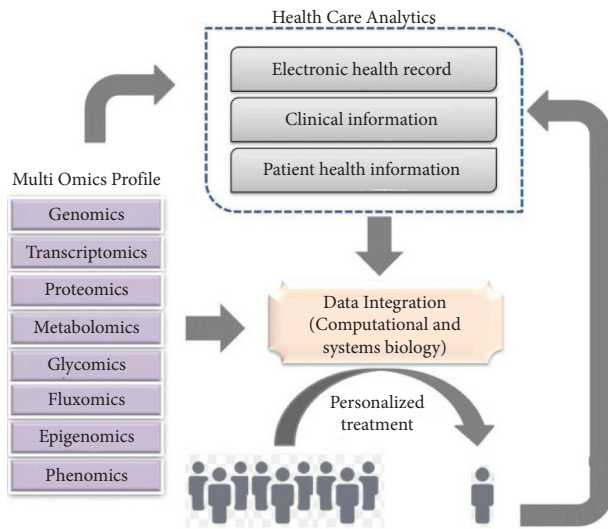 Health Care Analytics
Electronic health record
Clinical information
Patient health information
Multi Omics Profile
Genomics
Transcriptomics
Proteomics
Metabolomics
Glycomics
Fluxomics
Epigenomics
Phenomics
Data Integration
(Computational and
systems biology)
Personalized
treatment